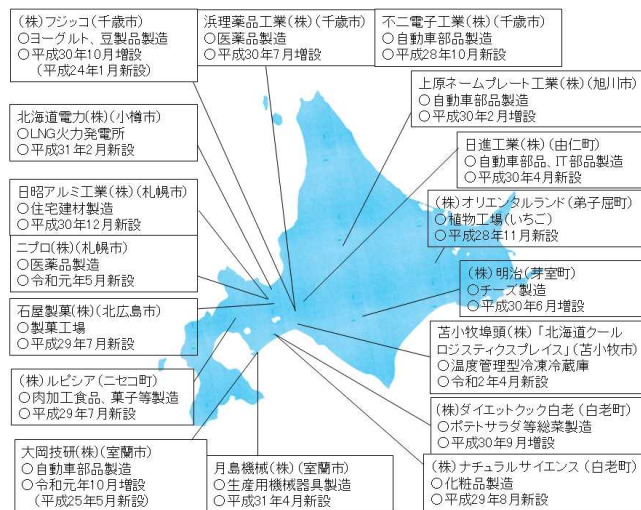 (株)フジッコ(千歳市)
○ヨーグルト、豆製品製造
○平成30年10月増設
(平成24年1月新設)
浜理薬品工業(株)(千歳市)
○医薬品製造
○平成30年7月増設
不二電子工業(株)(千歳市)
○自動車部品製造
○平成28年10月新設
上原ネームプレート工業(株)(旭川市)
○自動車部品製造
○平成30年2月増設
北海道電力(株)(小樽市)
○LNG火力発電所
○平成31年2月新設
日進工業(株)(由仁町)
○自動車部品、IT部品製造
○平成30年4月新設
日昭アルミ工業(株)(札幌市)
○住宅建材製造
○平成30年12月新設
(株)オリエンタルランド(弟子屈町)
○植物工場(いちご)
○平成28年11月新設
ニプロ(株)(札幌市)
○医薬品製造
○令和元年5月新設
(株)明治(芽室町)
○チーズ製造
○平成30年6月増設
石屋製菓(株)(北広島市)
○製菓工場
○平成29年7月新設
苫小牧埠頭(株)「北海道クール
ロジスティクスプレイス」(苫小牧市)
○温度管理型冷凍冷蔵庫
○令和2年4月新設
(株)ルピシア(ニセコ町)
○肉加工食品、菓子等製造
○平成29年7月新設
(株)ダイエットクック白老(白老町)
○ポテトサラダ等総菜製造
○平成30年9月増設
大岡技研(株)(室蘭市)
○自動車部品製造
○令和元年10月増設
(平成25年5月新設)
月島機械(株)(室蘭市)
○生産用機械器具製造
○平成31年4月新設
(株)ナチュラルサイエンス(白老町)
○化粧品製造
○平成29年8月新設